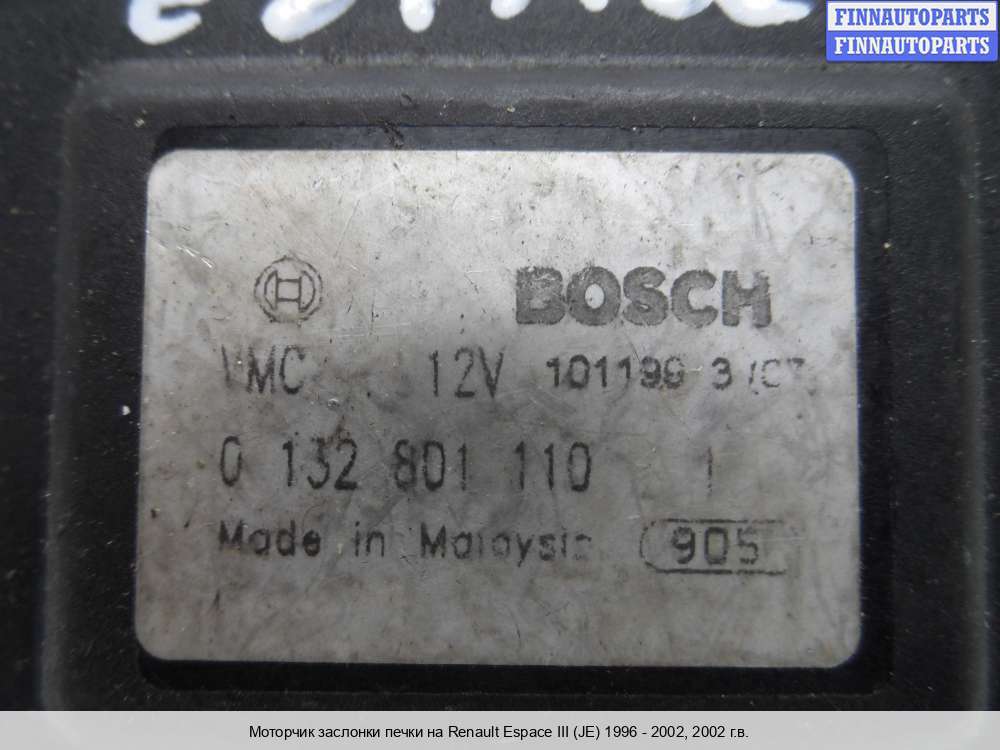 FINNAUTOPARTS
FINNAUTOPARTS
BOSCH
12V 101199
0 132 801 110 1
Made in Malaysia 905
Моторчик заслонки печки на Renault Espace III (JE) 1996 - 2002, 2002 г.в.